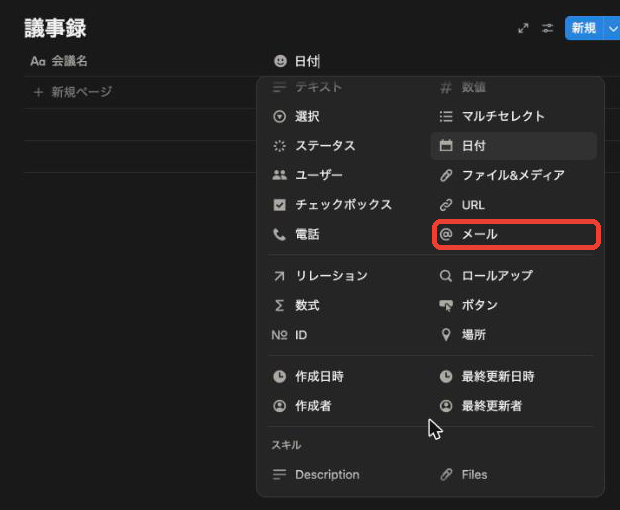 議事録
新規
Aa 会議名
日付
新規ページ
テキスト
数値
選択
マルチセレクト
ステータス
日付
ユーザー
ファイル&メディア
チェックボックス
URL
電話
メール
リレーション
ロールアップ
数式
ボタン
Nº ID
場所
作成日時
最終更新日時
作成者
最終更新者
スキル
Description
Files